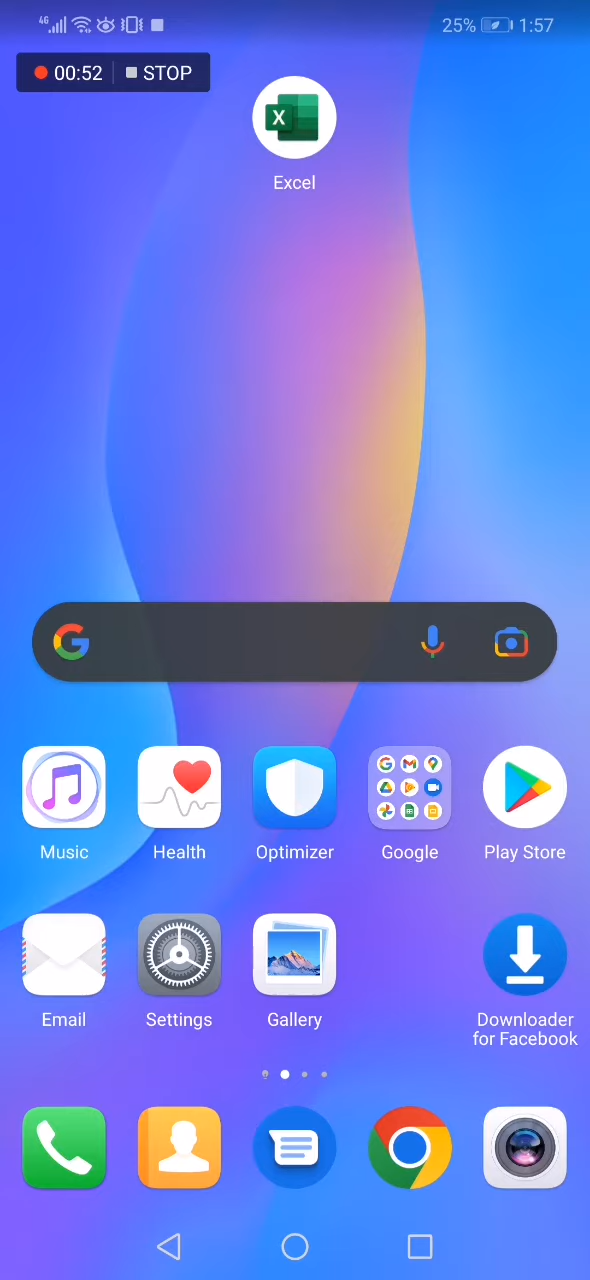 4G
25%
1:57
00:52
STOP
X
Excel
Music
Health
Optimizer
Google
Play Store
Email
Settings
Gallery
Downloader
for Facebook